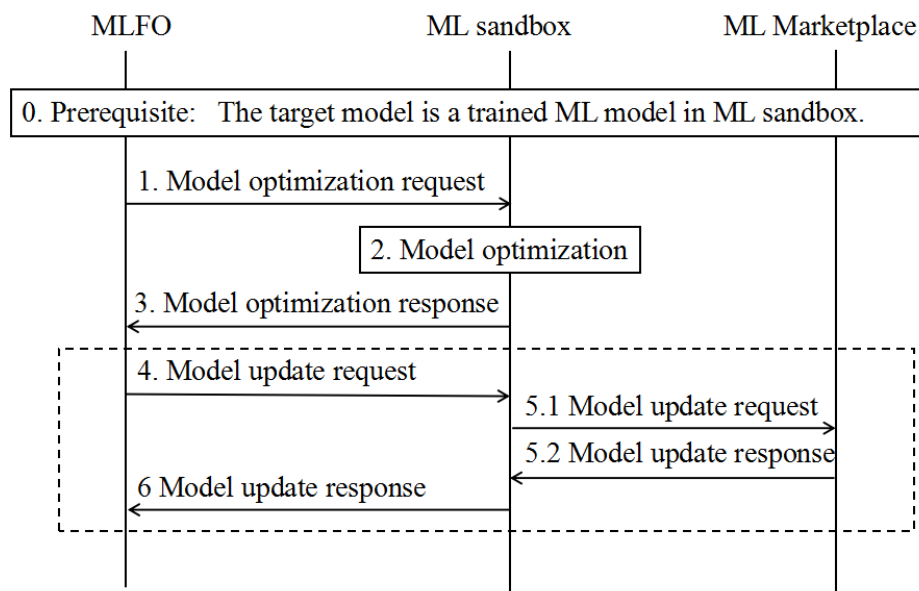 MLFO
ML sandbox
ML Marketplace
0. Prerequisite: The target model is a trained ML model in ML sandbox.
1. Model optimization request
2. Model optimization
3. Model optimization response
4. Model update request
5.1 Model update request
5.2 Model update response
6 Model update response